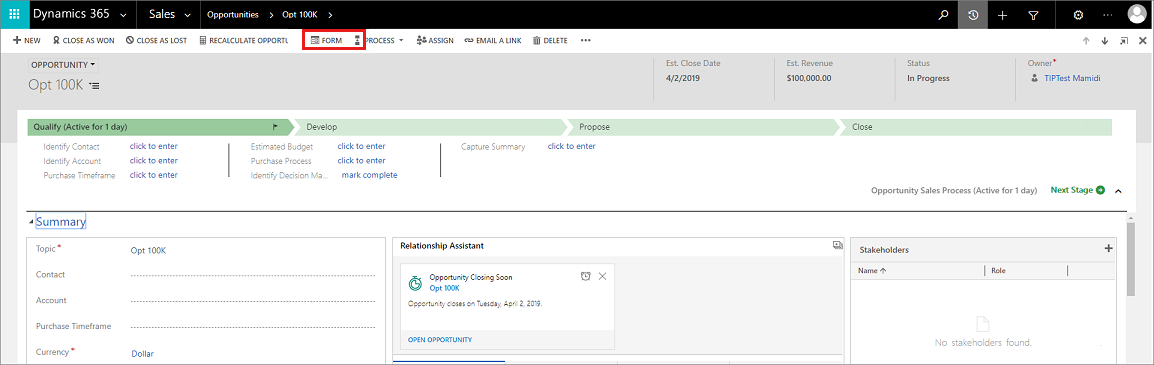 Dynamics 365 Sales Opportunities Opt 100K
NEW CLOSE AS WON CLOSE AS LOST RECALCULATE OPPORTU FORM PROCESS ASSIGN EMAIL A LINK DELETE
OPPORTUNITY
Opt 100K
Est. Close Date
4/2/2019
Est. Revenue
$100,000.00
Status
In Progress
Owner*
TIPTest Mamidi
Qualify (Active for 1 day) Develop Propose Close
Identify Contact click to enter
Identify Account click to enter
Purchase Timeframe click to enter
Estimated Budget click to enter
Purchase Process click to enter
Identify Decision Ma... mark complete
Capture Summary click to enter
Opportunity Sales Process (Active for 1 day) Next Stage
Summary
Topic* Opt 100K
Contact
Account
Purchase Timeframe
Currency* Dollar
Relationship Assistant
Opportunity Closing Soon
Opt 100K
Opportunity closes on Tuesday, April 2, 2019.
OPEN OPPORTUNITY
Stakeholders
Name Role
No stakeholders found.